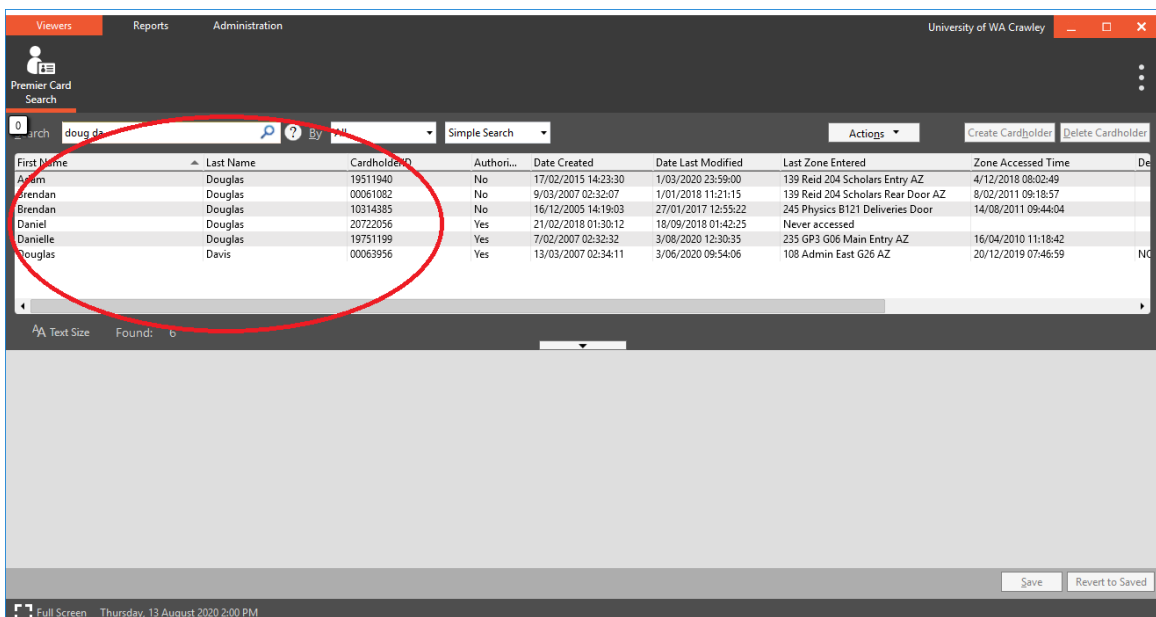 Viewers Reports Administration University of WA Crawley
Premier Card
Search
0 Search doug da By All Simple Search Actions Create Cardholder Delete Cardholder
First Name Last Name CardholderID Authori... Date Created Date Last Modified Last Zone Entered Zone Accessed Time De
Adam Douglas 19511940 No 17/02/2015 14:23:30 1/03/2020 23:59:00 139 Reid 204 Scholars Entry AZ 4/12/2018 08:02:49
Brendan Douglas 00061082 No 9/03/2007 02:32:07 1/01/2018 11:21:15 139 Reid 204 Scholars Rear Door AZ 8/02/2011 09:18:57
Brendan Douglas 10314385 No 16/12/2005 14:19:03 27/01/2017 12:55:22 245 Physics B121 Deliveries Door 14/08/2011 09:44:04
Daniel Douglas 20722056 Yes 21/02/2018 01:30:12 18/09/2018 01:42:25 Never accessed
Danielle Douglas 19751199 Yes 7/02/2007 02:32:32 3/08/2020 12:30:35 235 GP3 G06 Main Entry AZ 16/04/2010 11:18:42
Douglas Davis 00063956 Yes 13/03/2007 02:34:11 3/06/2020 09:54:06 108 Admin East G26 AZ 20/12/2019 07:46:59 NO
AA Text Size Found: 6
Save Revert to Saved
Full Screen Thursday, 13 August 2020 2:00 PM